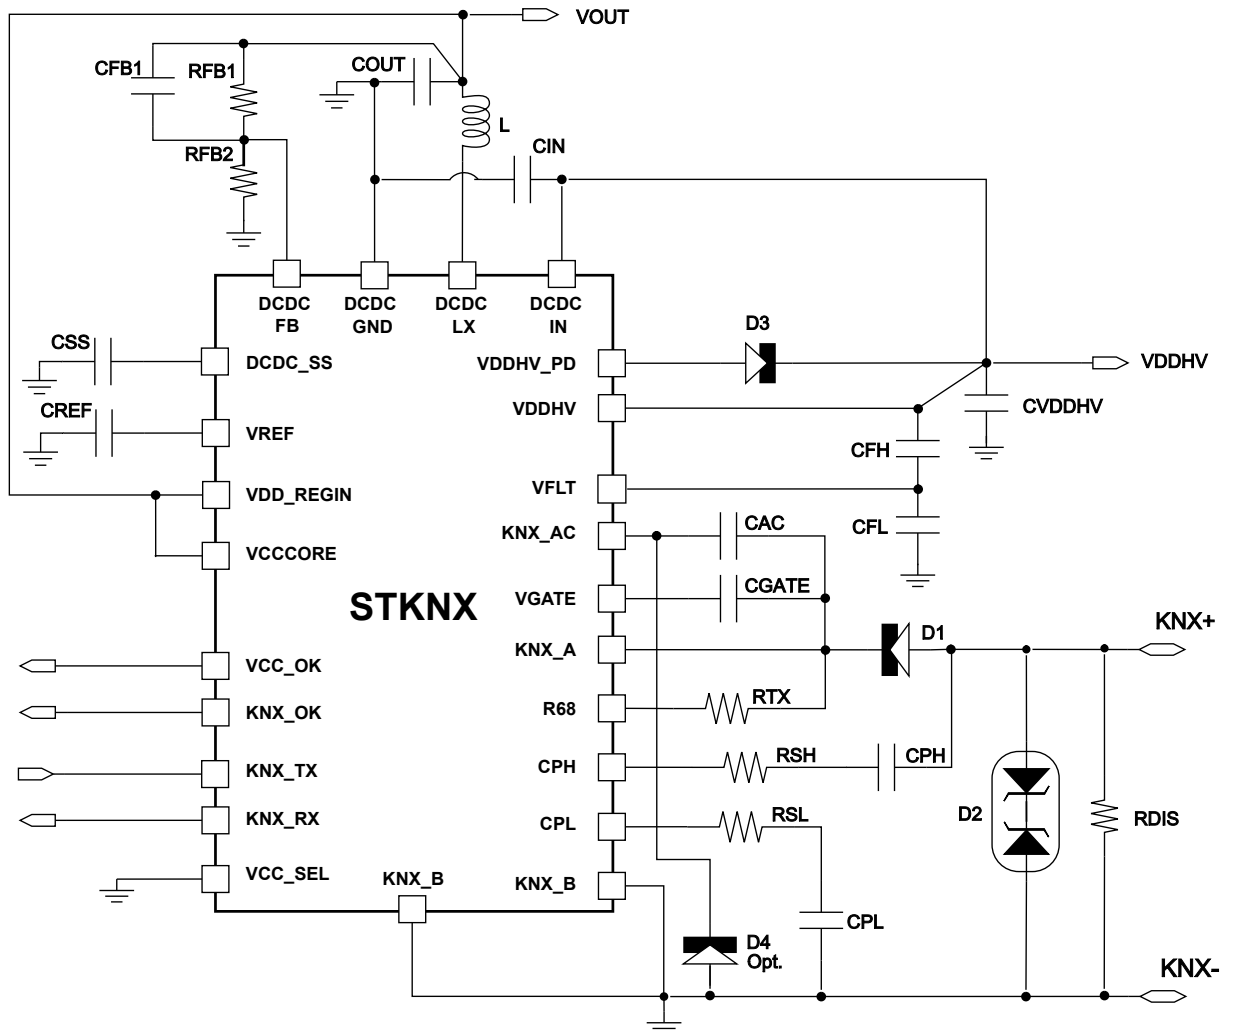 VOUT
COUT
CFB1
RFB1
L
CIN
RFB2
DCDC
FB
DCDC
GND
DCDC
LX
DCDC
IN
D3
CSS
DCDC_SS
VDDHV_PD
VDDHV
CREF
VDDHV
CVDDHV
VREF
CFH
VDD_REGIN
VFLT
CFL
KNX_AC
CAC
VCCCORE
CGATE
VGATE
STKNX
KNX+
D1
KNX_A
VCC_OK
RTX
R68
KNX_OK
RSH
CPH
CPH
KNX_TX
RSL
D2
RDIS
KNX_RX
CPL
VCC_SEL
KNX_B
KNX_B
CPL
D4
Opt.
KNX-